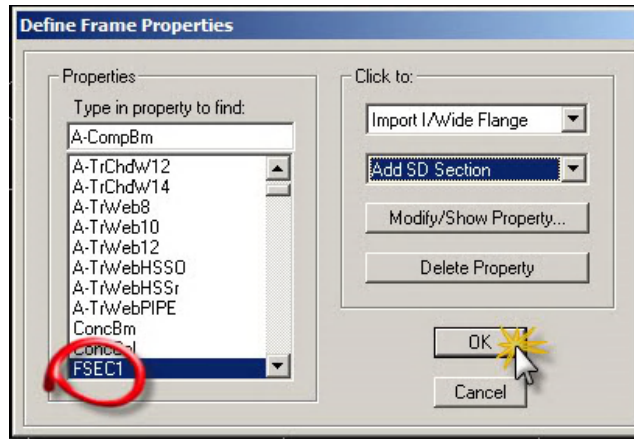 Define Frame Properties
Properties
Type in property to find:
A-CompBm
A-TrChdW12
A-TrChdW14
A-TrWeb8
A-TrWeb10
A-TrWeb12
A-TrWebHSSO
A-TrWebHSSr
A-TrWebPIPE
ConcBm
ConcCol
FSEC1
Click to:
Import I/Wide Flange
Add SD Section
Modify/Show Property...
Delete Property
OK
Cancel